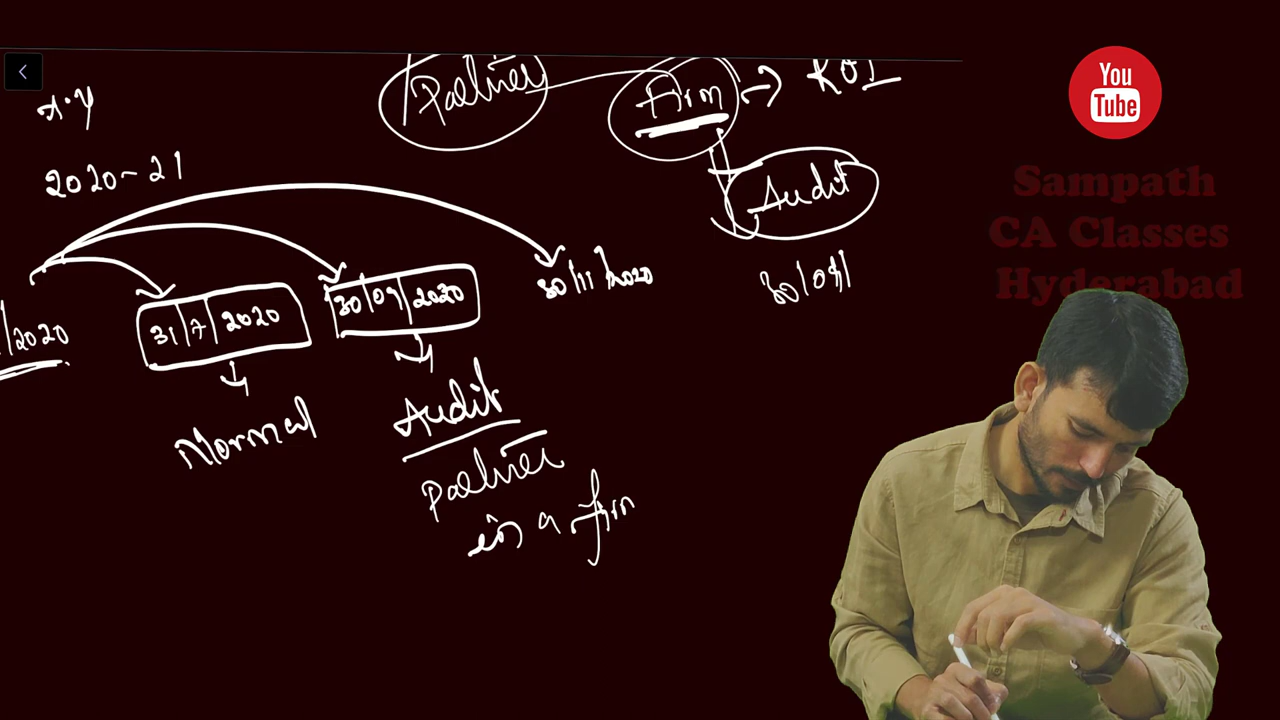 Partner Firm → ROI
A.Y
2020-21
Audit
30/11/2020
30/09/
/2020
31/7/2020
30/09/2020
Normal
Audit
Partner
in a firm
You
Tube
Sampath
CA Classes
Hyderabad